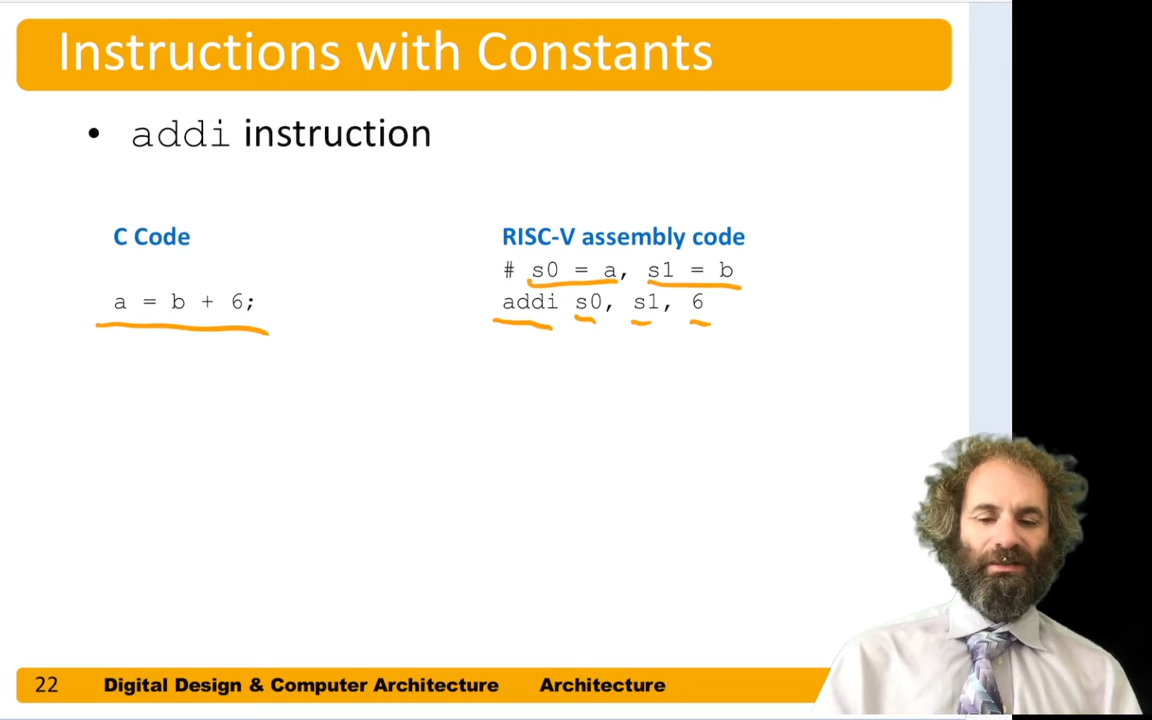 Instructions with Constants
• addi instruction
C Code
RISC-V assembly code
# s0 = a, s1 = b
a = b + 6;
addi s0, s1, 6
22 Digital Design & Computer Architecture Architecture